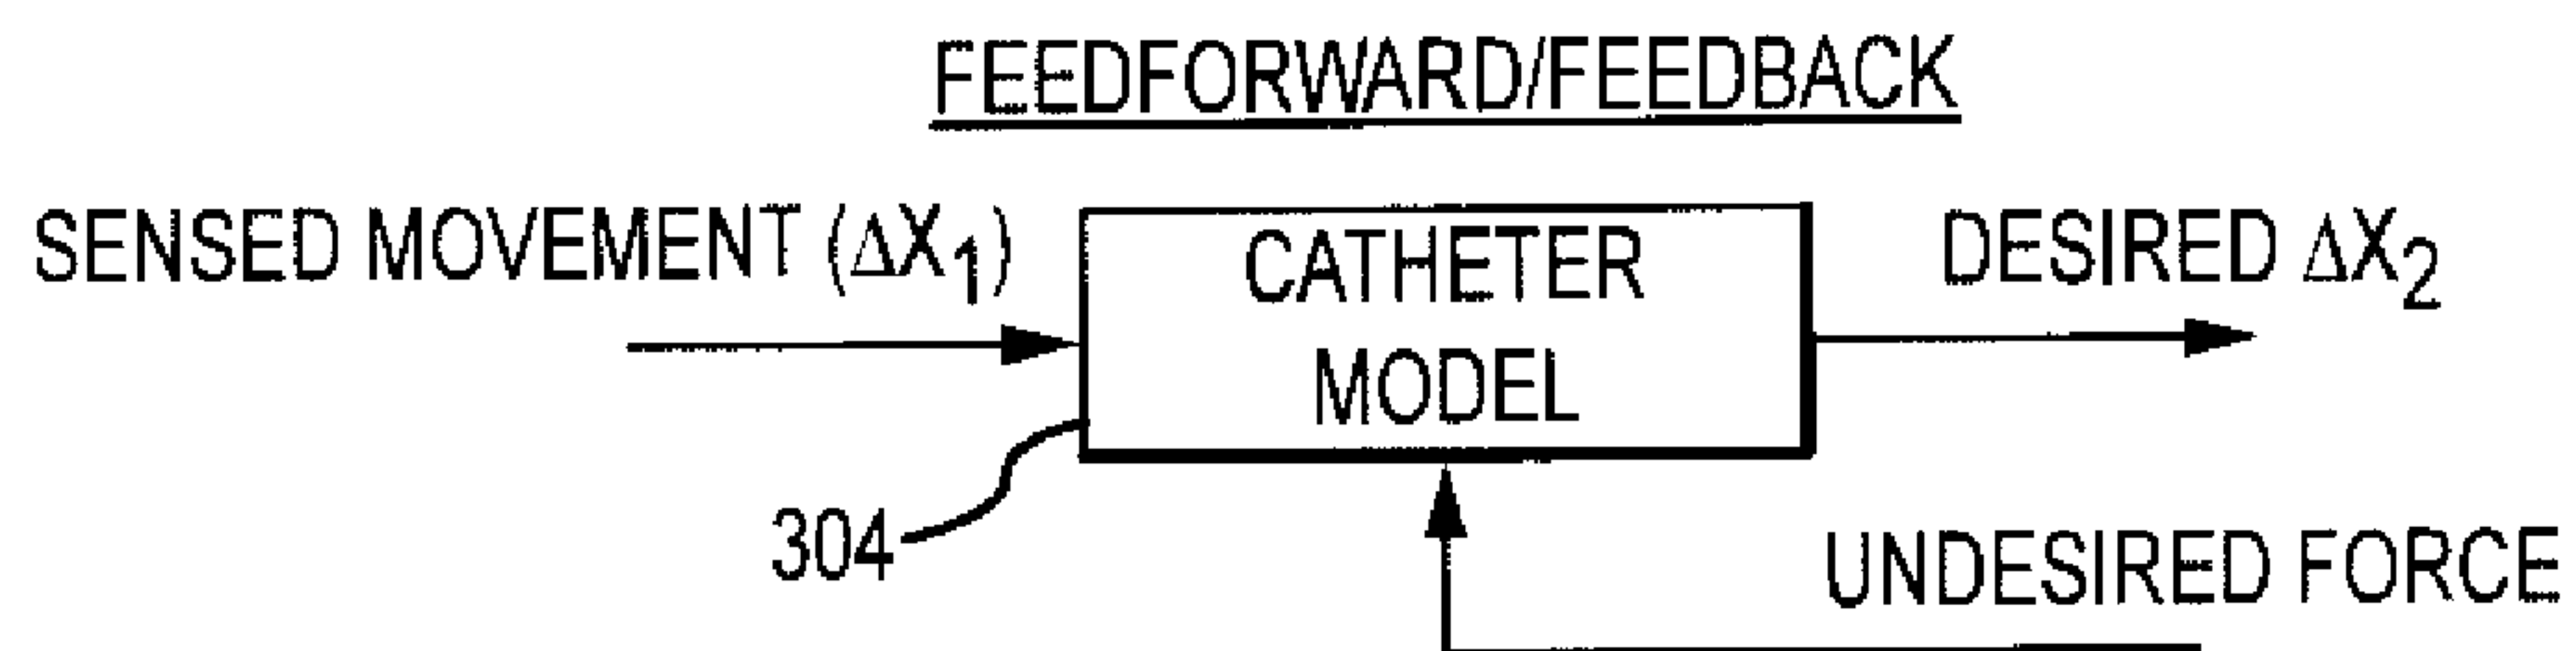 FEEDFORWARD/FEEDBACK
SENSED MOVEMENT (ΔX₁)
CATHETER
MODEL
DESIRED ΔX₂
304
UNDESIRED FORCE